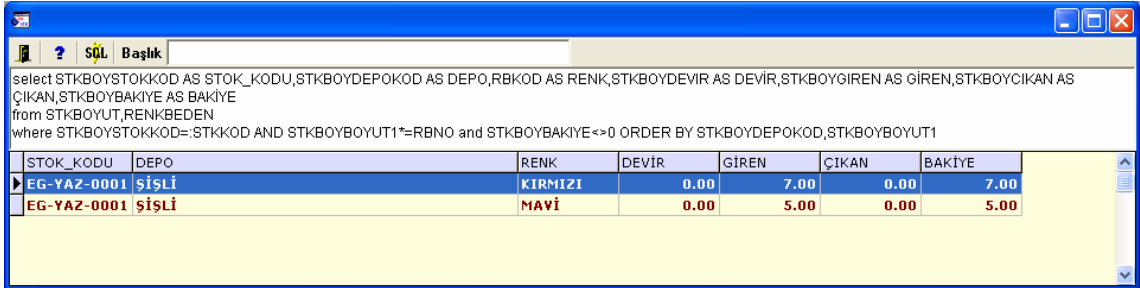 SQL Başlık
select STKBOYSTOKKOD AS STOK_KODU,STKBOYDEPOKOD AS DEPO,RBKOD AS RENK,STKBOYDEVIR AS DEVİR,STKBOYGIREN AS GİREN,STKBOYCIKAN AS
ÇIKAN,STKBOYBAKIYE AS BAKİYE
from STKBOYUT,RENKBEDEN
where STKBOYSTOKKOD=:STKKOD AND STKBOYBOYUT1*=RBNO and STKBOYBAKIYE<>0 ORDER BY STKBOYDEPOKOD,STKBOYBOYUT1
STOK_KODU DEPO RENK DEVİR GİREN ÇIKAN BAKİYE
EG-YAZ-0001 ŞİŞLİ KIRMIZI 0.00 7.00 0.00 7.00
EG-YAZ-0001 ŞİŞLİ MAVİ 0.00 5.00 0.00 5.00